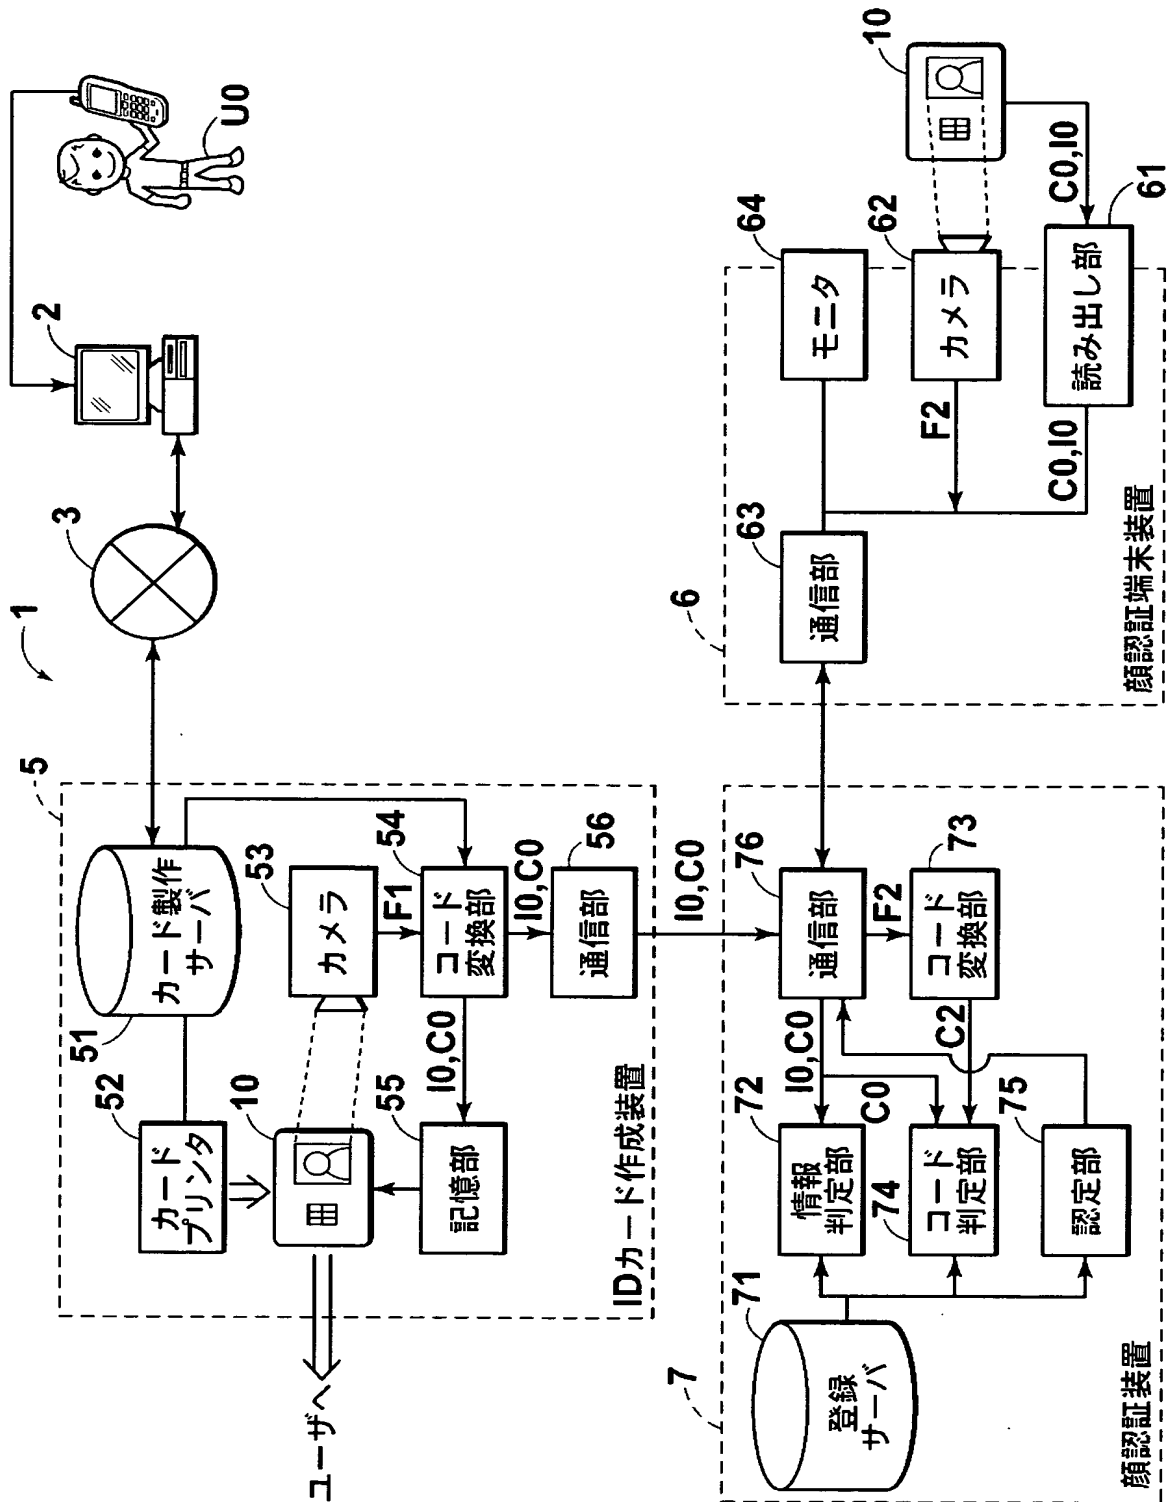 1
U0
2
3
5
カード製作
サーバ
51
52
カード
プリンタ
10
53
カメラ
F1
54
コード
変換部
I0,C0
55
記憶部
I0,C0
56
通信部
IDカード作成装置
ユーザへ
I0,C0
7
71
登録
サーバ
72
情報
判定部
I0,C0
C0
74
コード
判定部
C2
75
認定部
76
通信部
F2
73
コード
変換部
顔認証装置
6
63
通信部
64
モニタ
62
カメラ
F2
10
C0,I0
61
読み出し部
C0,I0
顔認証端末装置